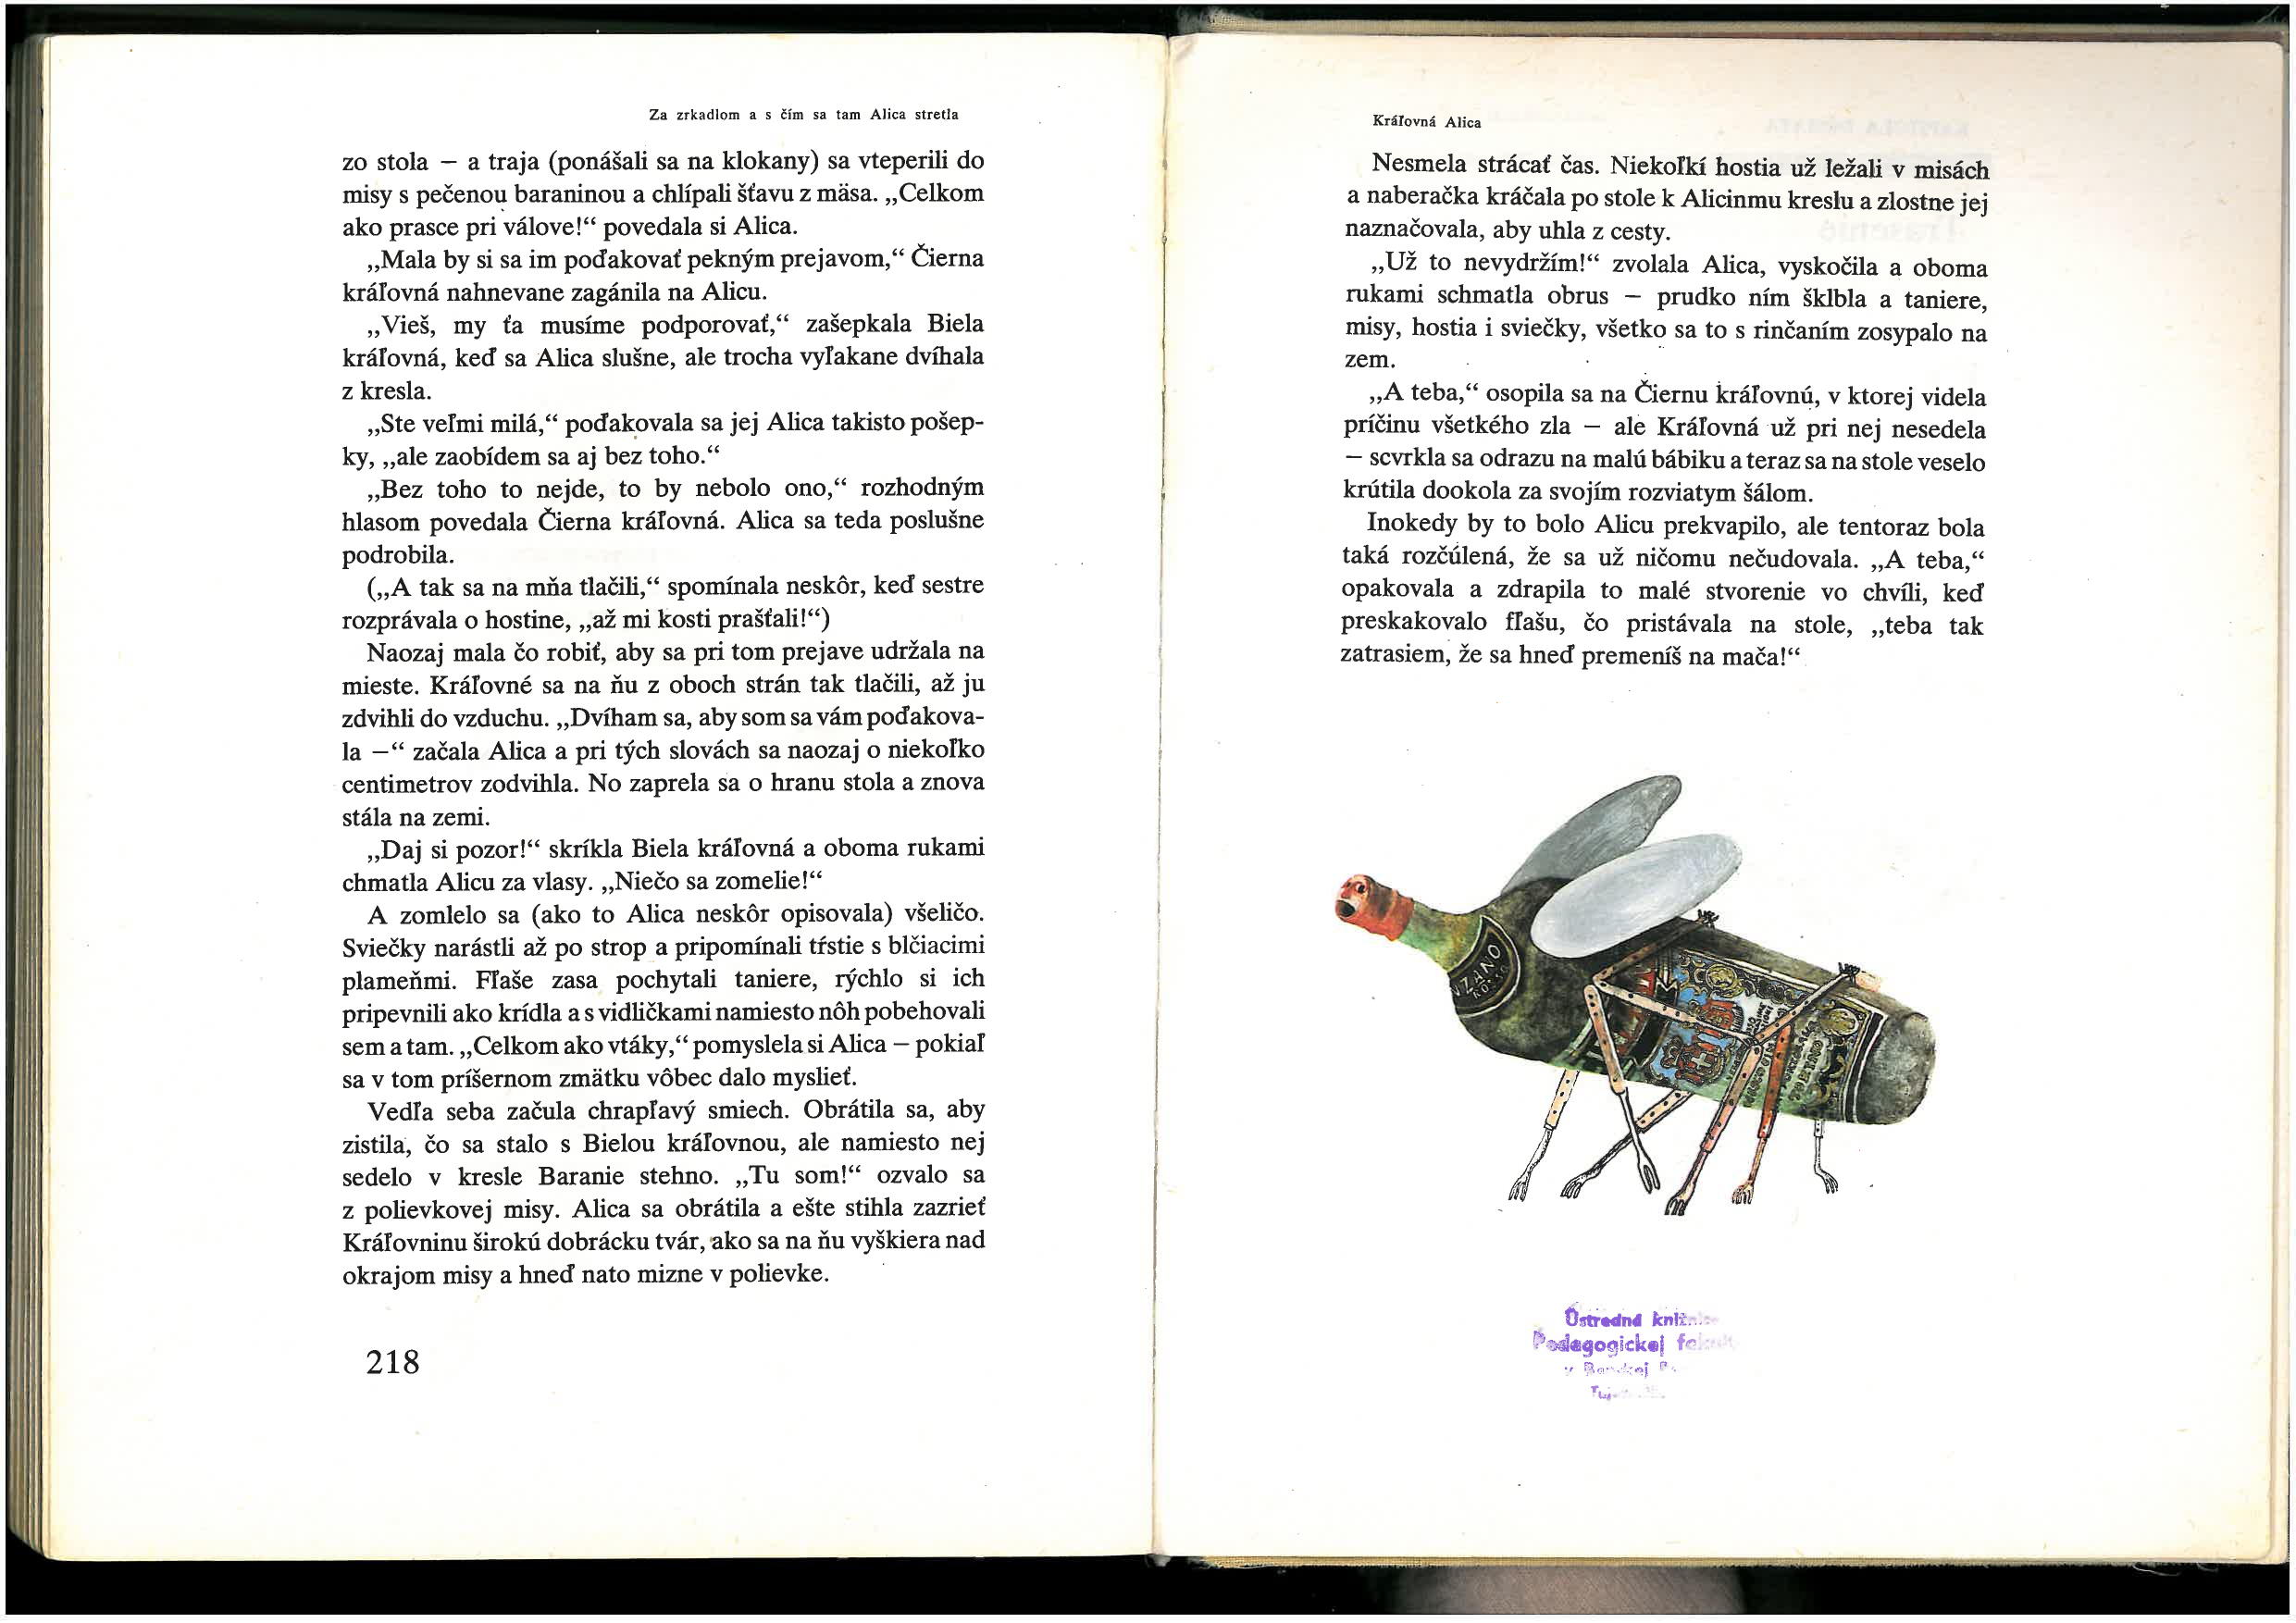 Za zrkadlom a s čím sa tam Alica stretla
zo stola — a traja (ponášali sa na klokany) sa vteperili do
misy s pečenou baraninou a chlípali šťavu z mäsa. „Celkom
ako prasce pri válove!“ povedala si Alica.
„Mala by si sa im poďakovať pekným prejavom,“ Čierna
kráľovná nahnevane zagánila na Alicu.
„Vieš, my ťa musíme podporovať,“ zašepkala Biela
kráľovná, keď sa Alica slušne, ale trocha vyľakane dvíhala
z kresla.
„Ste veľmi milá,“ poďakovala sa jej Alica takisto pošep-
ky, „ale zaobídem sa aj bez toho.“
„Bez toho to nejde, to by nebolo ono,“ rozhodným
hlasom povedala Čierna kráľovná. Alica sa teda poslušne
podrobila.
(„A tak sa na mňa tlačili,“ spomínala neskôr, keď sestre
rozprávala o hostine, „až mi kosti prašťali!“)
Naozaj mala čo robiť, aby sa pri tom prejave udržala na
mieste. Kráľovné sa na ňu z oboch strán tak tlačili, až ju
zdvihli do vzduchu. „Dvíham sa, aby som sa vám poďakova-
la —“ začala Alica a pri tých slovách sa naozaj o niekoľko
centimetrov zodvihla. No zaprela sa o hranu stola a znova
stála na zemi.
„Daj si pozor!“ skríkla Biela kráľovná a oboma rukami
chmatla Alicu za vlasy. „Niečo sa zomelie!“
A zomlelo sa (ako to Alica neskôr opisovala) všeličo.
Sviečky narástli až po strop a pripomínali tŕstie s blčiacimi
plameňmi. Fľaše zasa pochytali taniere, rýchlo si ich
pripevnili ako krídla a s vidličkami namiesto nôh pobehovali
sem a tam. „Celkom ako vtáky,“ pomyslela si Alica — pokiaľ
sa v tom príšernom zmätku vôbec dalo myslieť.
Vedľa seba začula chrapľavý smiech. Obrátila sa, aby
zistila, čo sa stalo s Bielou kráľovnou, ale namiesto nej
sedelo v kresle Baranie stehno. „Tu som!“ ozvalo sa
z polievkovej misy. Alica sa obrátila a ešte stihla zazrieť
Kráľovninu širokú dobrácku tvár, ako sa na ňu vyškiera nad
okrajom misy a hneď nato mizne v polievke.
218
Kráľovná Alica
Nesmela strácať čas. Niekoľkí hostia už ležali v misách
a naberačka kráčala po stole k Alicinmu kreslu a zlostne jej
naznačovala, aby uhla z cesty.
„Už to nevydržím!“ zvolala Alica, vyskočila a oboma
rukami schmatla obrus — prudko ním šklbla a taniere,
misy, hostia i sviečky, všetko sa to s rinčaním zosypalo na
zem.
„A teba,“ osopila sa na Čiernu kráľovnú, v ktorej videla
príčinu všetkého zla — ale Kráľovná už pri nej nesedela
— scvrkla sa odrazu na malú bábiku a teraz sa na stole veselo
krútila dookola za svojím rozviatym šálom.
Inokedy by to bolo Alicu prekvapilo, ale tentoraz bola
taká rozčúlená, že sa už ničomu nečudovala. „A teba,“
opakovala a zdrapila to malé stvorenie vo chvíli, keď
preskakovalo fľašu, čo pristávala na stole, „teba tak
zatrasiem, že sa hneď premeníš na mača!“
NZANO
Ústredná
Pedagogickej
v